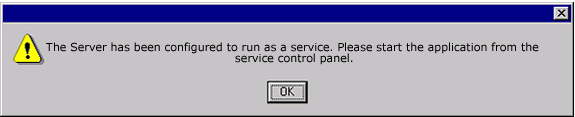 The Server has been configured to run as a service. Please start the application from the
service control panel.
OK